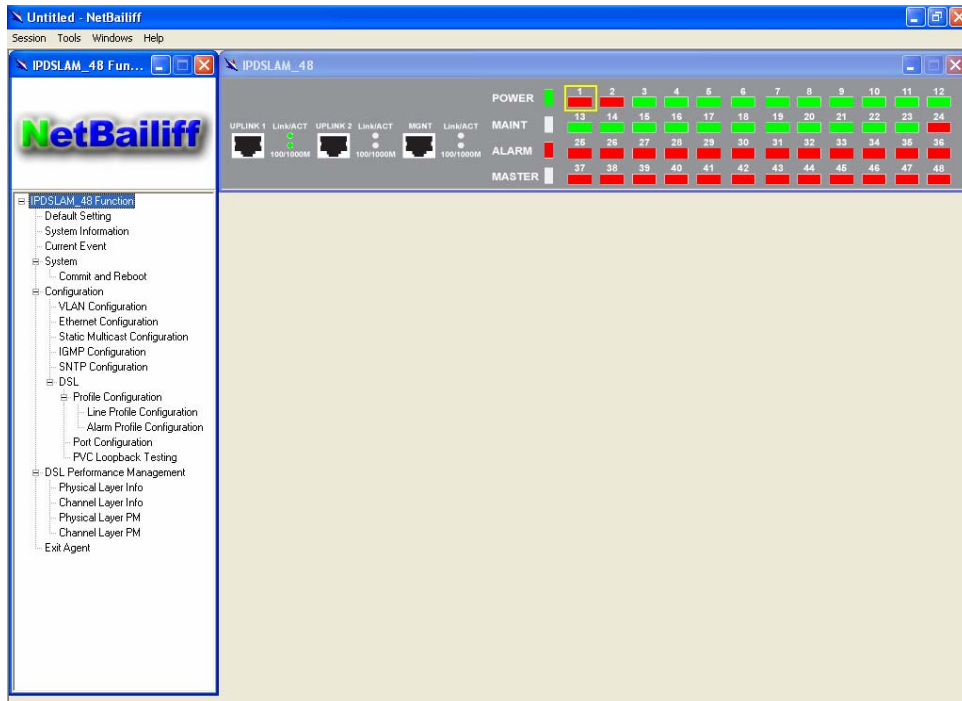 Untitled - NetBailiff
Session Tools Windows Help
IPDSLAM_48 Fun...
IPDSLAM_48
NetBailiff
UPLINK 1 Link/ACT UPLINK 2 Link/ACT MGNT Link/ACT
100/1000M 100/1000M 100/1000M
POWER 1 2 3 4 5 6 7 8 9 10 11 12
MAINT 13 14 15 16 17 18 19 20 21 22 23 24
ALARM 25 26 27 28 29 30 31 32 33 34 35 36
MASTER 37 38 39 40 41 42 43 44 45 46 47 48
IPDSLAM_48 Function
Default Setting
System Information
Current Event
System
Commit and Reboot
Configuration
VLAN Configuration
Ethernet Configuration
Static Multicast Configuration
IGMP Configuration
SNTP Configuration
DSL
Profile Configuration
Line Profile Configuration
Alarm Profile Configuration
Port Configuration
PVC Loopback Testing
DSL Performance Management
Physical Layer Info
Channel Layer Info
Physical Layer PM
Channel Layer PM
Exit Agent